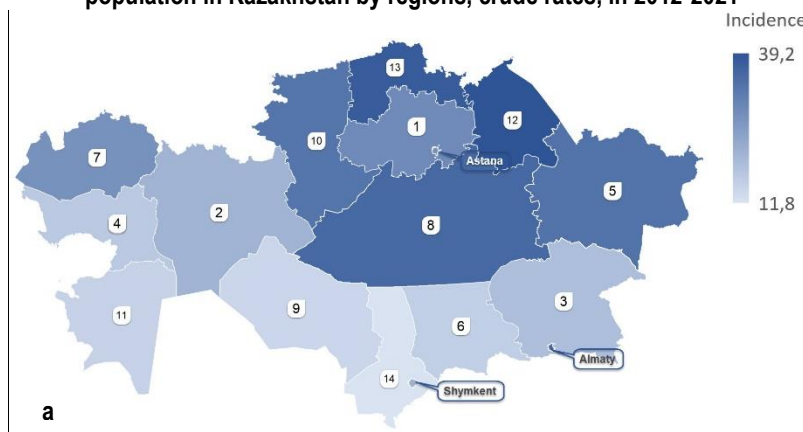 population in Kazakhstan by regions, crude rates, in 2012-2021
Incidence
39,2
11,8
13
12
1
10
Astana
7
5
2
4
8
3
9
11
6
Almaty
14
Shymkent
a